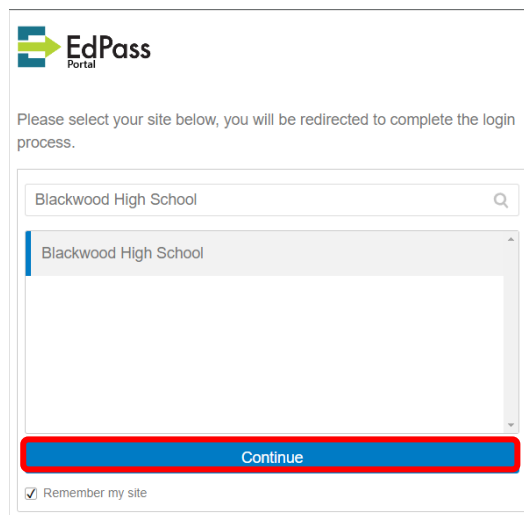 EdPass
Portal
Please select your site below, you will be redirected to complete the login
process.
Blackwood High School
Blackwood High School
Continue
Remember my site